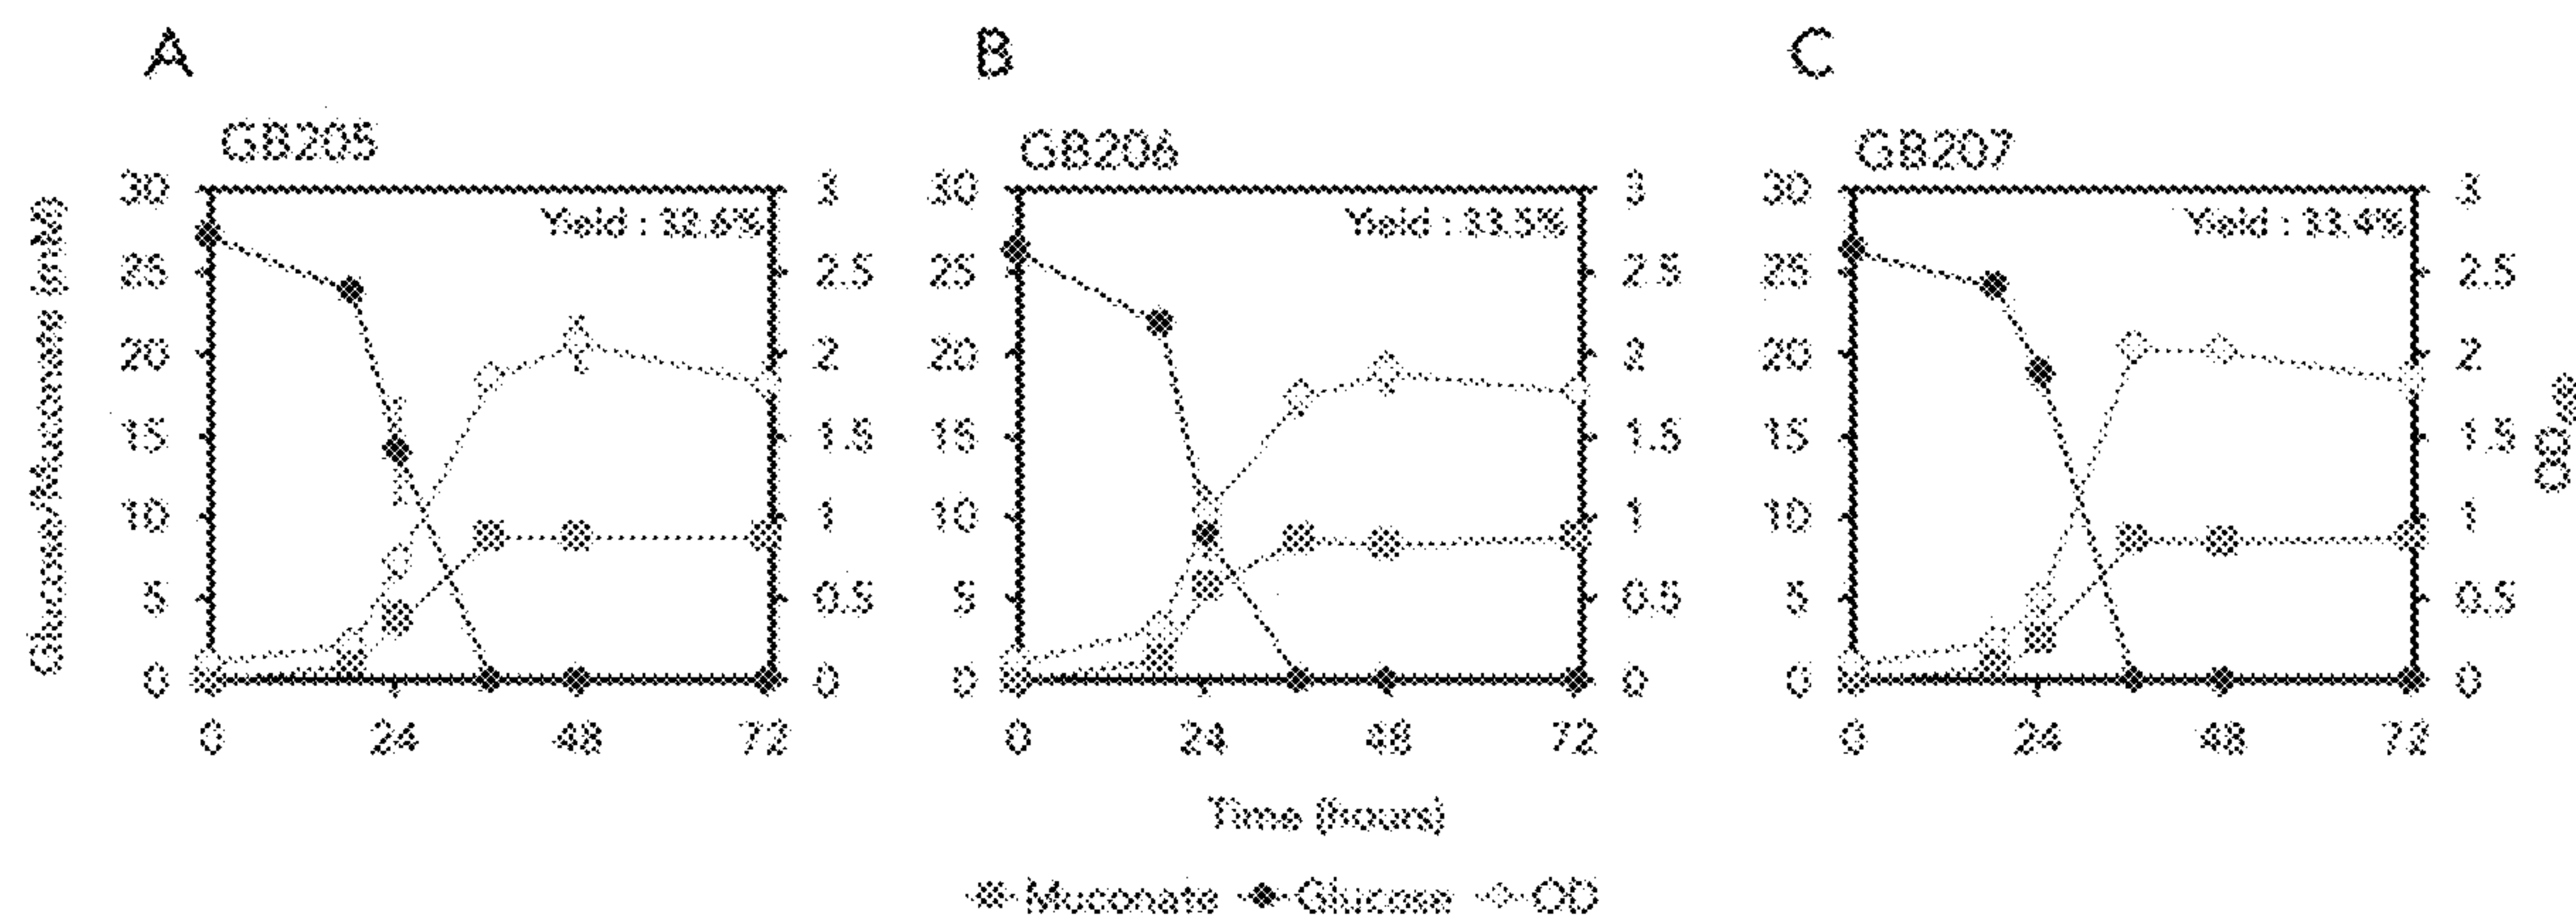 A B C
GB205 GB206 GB207
Yield : 32.6% Yield : 33.5% Yield : 33.4%
Glucose/Muconate (mM)
30 25 20 15 10 5 0
3 2.5 2 1.5 1 0.5 0
30 25 20 15 10 5 0
3 2.5 2 1.5 1 0.5 0
30 25 20 15 10 5 0
3 2.5 2 1.5 1 0.5 0
0 24 48 72 0 24 48 72 0 24 48 72
Time (hours)
Muconate Glucose OD